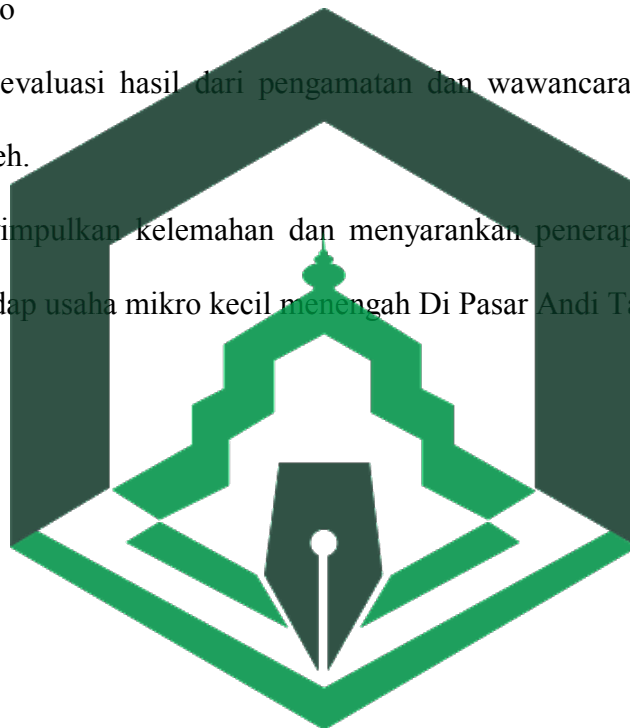 o
evaluasi hasil dari pengamatan dan wawancara
eh.
impulkan kelemahan dan menyarankan penerap
dap usaha mikro kecil menengah Di Pasar Andi Ta